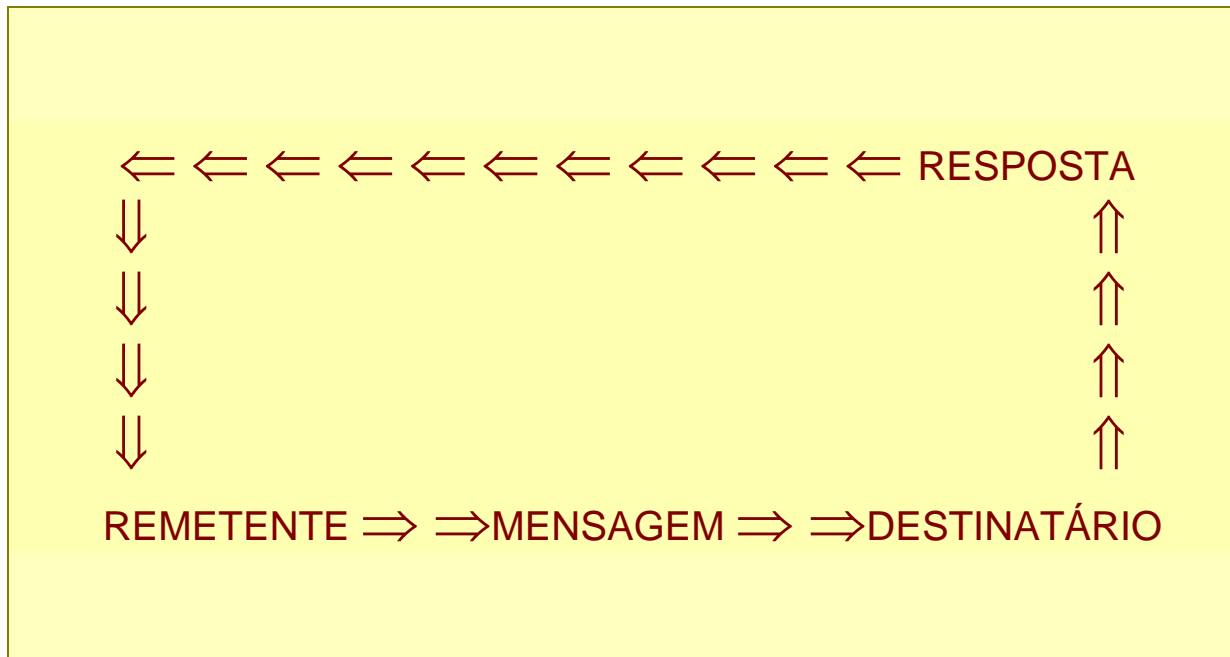 ⇐ ⇐ ⇐ ⇐ ⇐ ⇐ ⇐ ⇐ ⇐ ⇐ ⇐ RESPOSTA
⇓ ⇑
⇓ ⇑
⇓ ⇑
⇓ ⇑
REMETENTE ⇒ ⇒MENSAGEM ⇒ ⇒DESTINATÁRIO